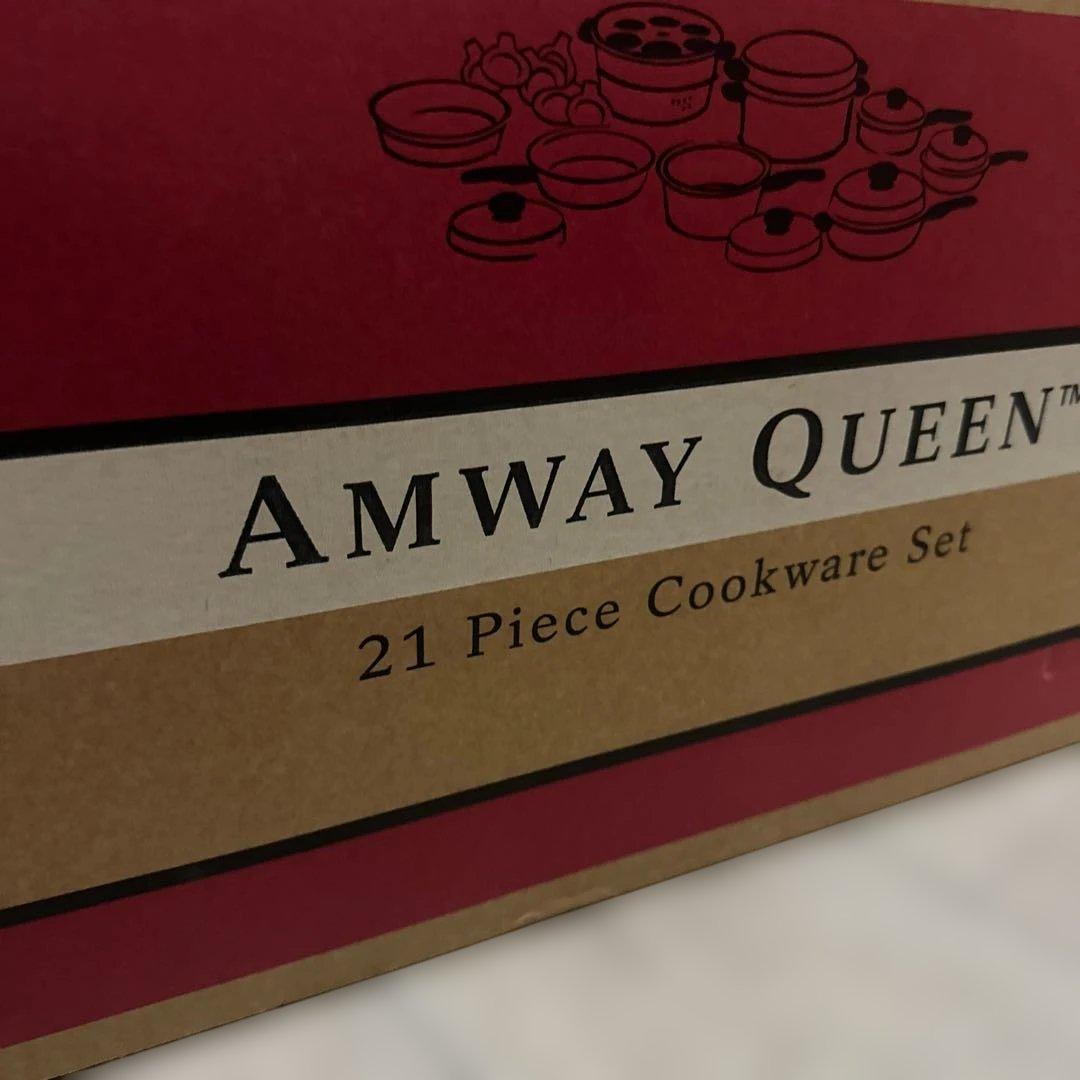 AMWAY QUEEN™
21 Piece Cookware Set